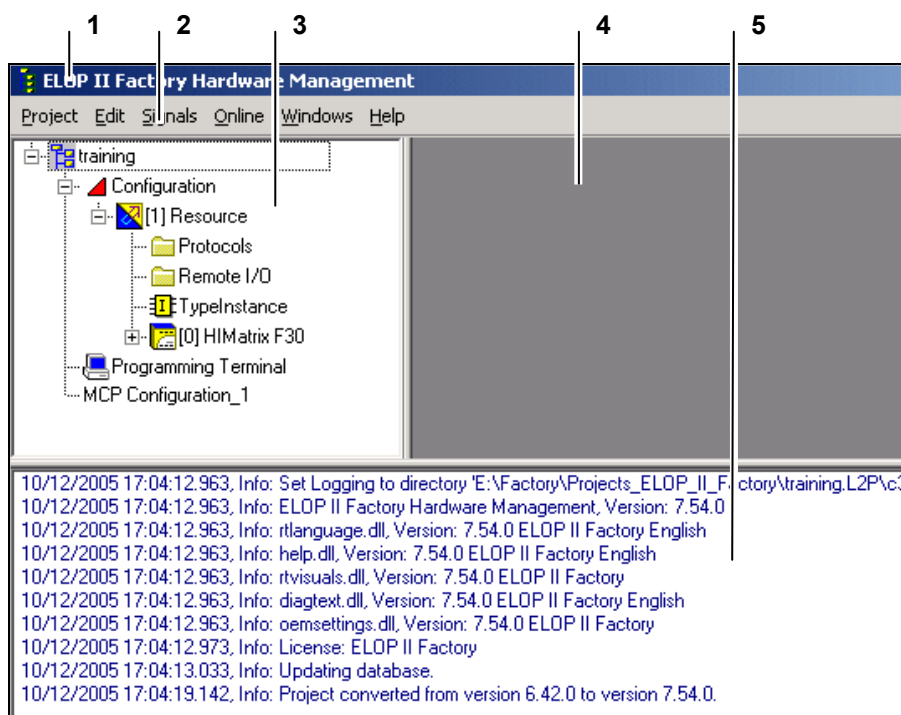 1 2 3 4 5
ELOP II Factory Hardware Management
Project Edit Signals Online Windows Help
training
Configuration
[1] Resource
Protocols
Remote I/O
TypeInstance
[0] HIMatrix F30
Programming Terminal
MCP Configuration_1
10/12/2005 17:04:12.963, Info: Set Logging to directory 'E:\Factory\Projects_ELOP_II_Factory\training.L2P\c3
10/12/2005 17:04:12.963, Info: ELOP II Factory Hardware Management, Version: 7.54.0
10/12/2005 17:04:12.963, Info: rtlanguage.dll, Version: 7.54.0 ELOP II Factory English
10/12/2005 17:04:12.963, Info: help.dll, Version: 7.54.0 ELOP II Factory English
10/12/2005 17:04:12.963, Info: rtvisuals.dll, Version: 7.54.0 ELOP II Factory
10/12/2005 17:04:12.963, Info: diagtext.dll, Version: 7.54.0 ELOP II Factory English
10/12/2005 17:04:12.963, Info: oemsettings.dll, Version: 7.54.0 ELOP II Factory
10/12/2005 17:04:12.973, Info: License: ELOP II Factory
10/12/2005 17:04:13.033, Info: Updating database.
10/12/2005 17:04:19.142, Info: Project converted from version 6.42.0 to version 7.54.0.